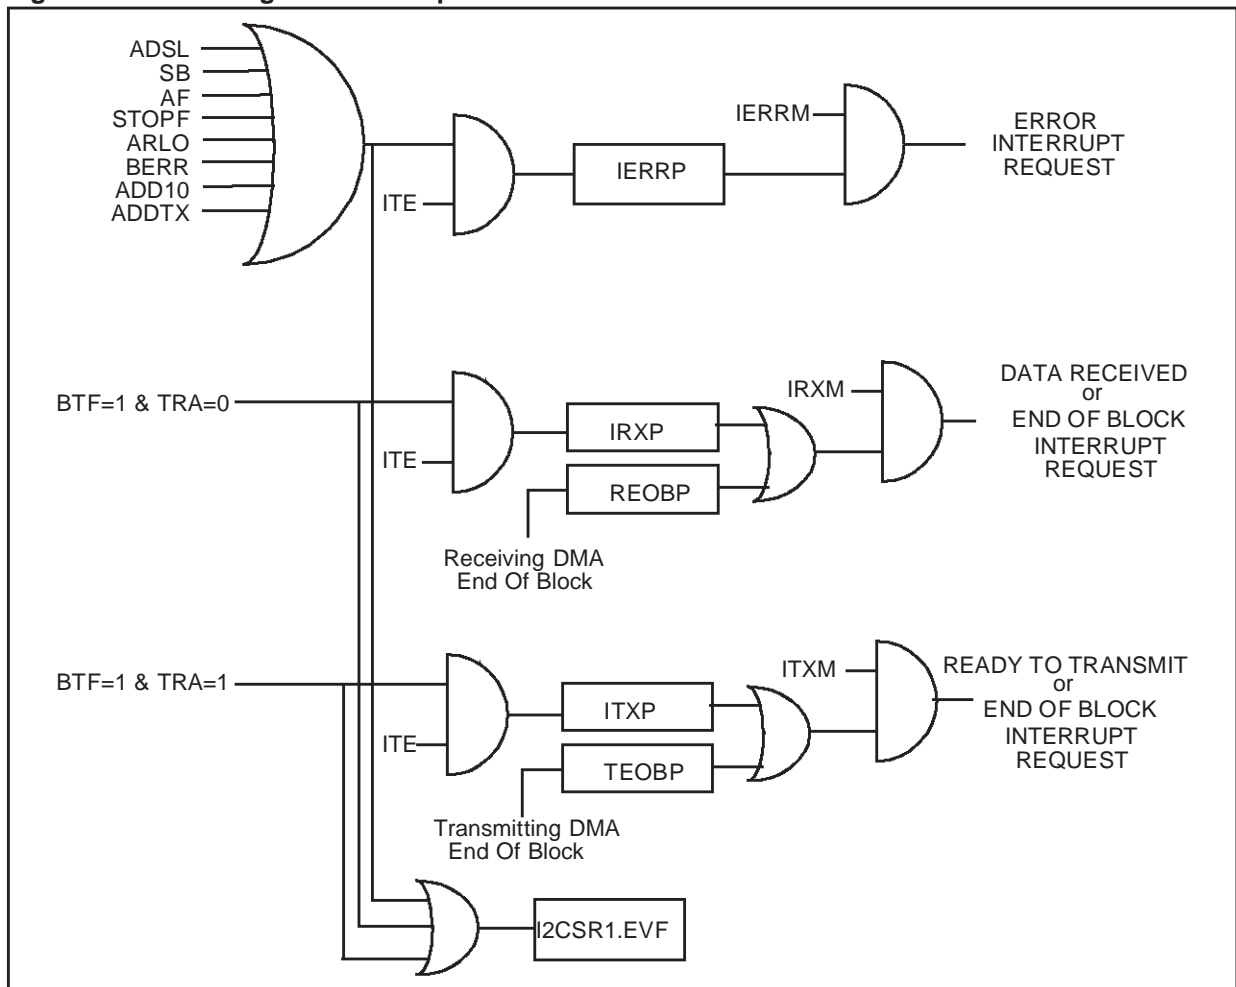 ADSL
SB
AF
STOPF
ARLO
BERR
ADD10
ADDTX
ITE
IERRP
IERRM
ERROR
INTERRUPT
REQUEST
BTF=1 & TRA=0
ITE
IRXP
REOBP
Receiving DMA
End Of Block
IRXM
DATA RECEIVED
or
END OF BLOCK
INTERRUPT
REQUEST
BTF=1 & TRA=1
ITE
ITXP
TEOBP
Transmitting DMA
End Of Block
ITXM
READY TO TRANSMIT
or
END OF BLOCK
INTERRUPT
REQUEST
I2CSR1.EVF